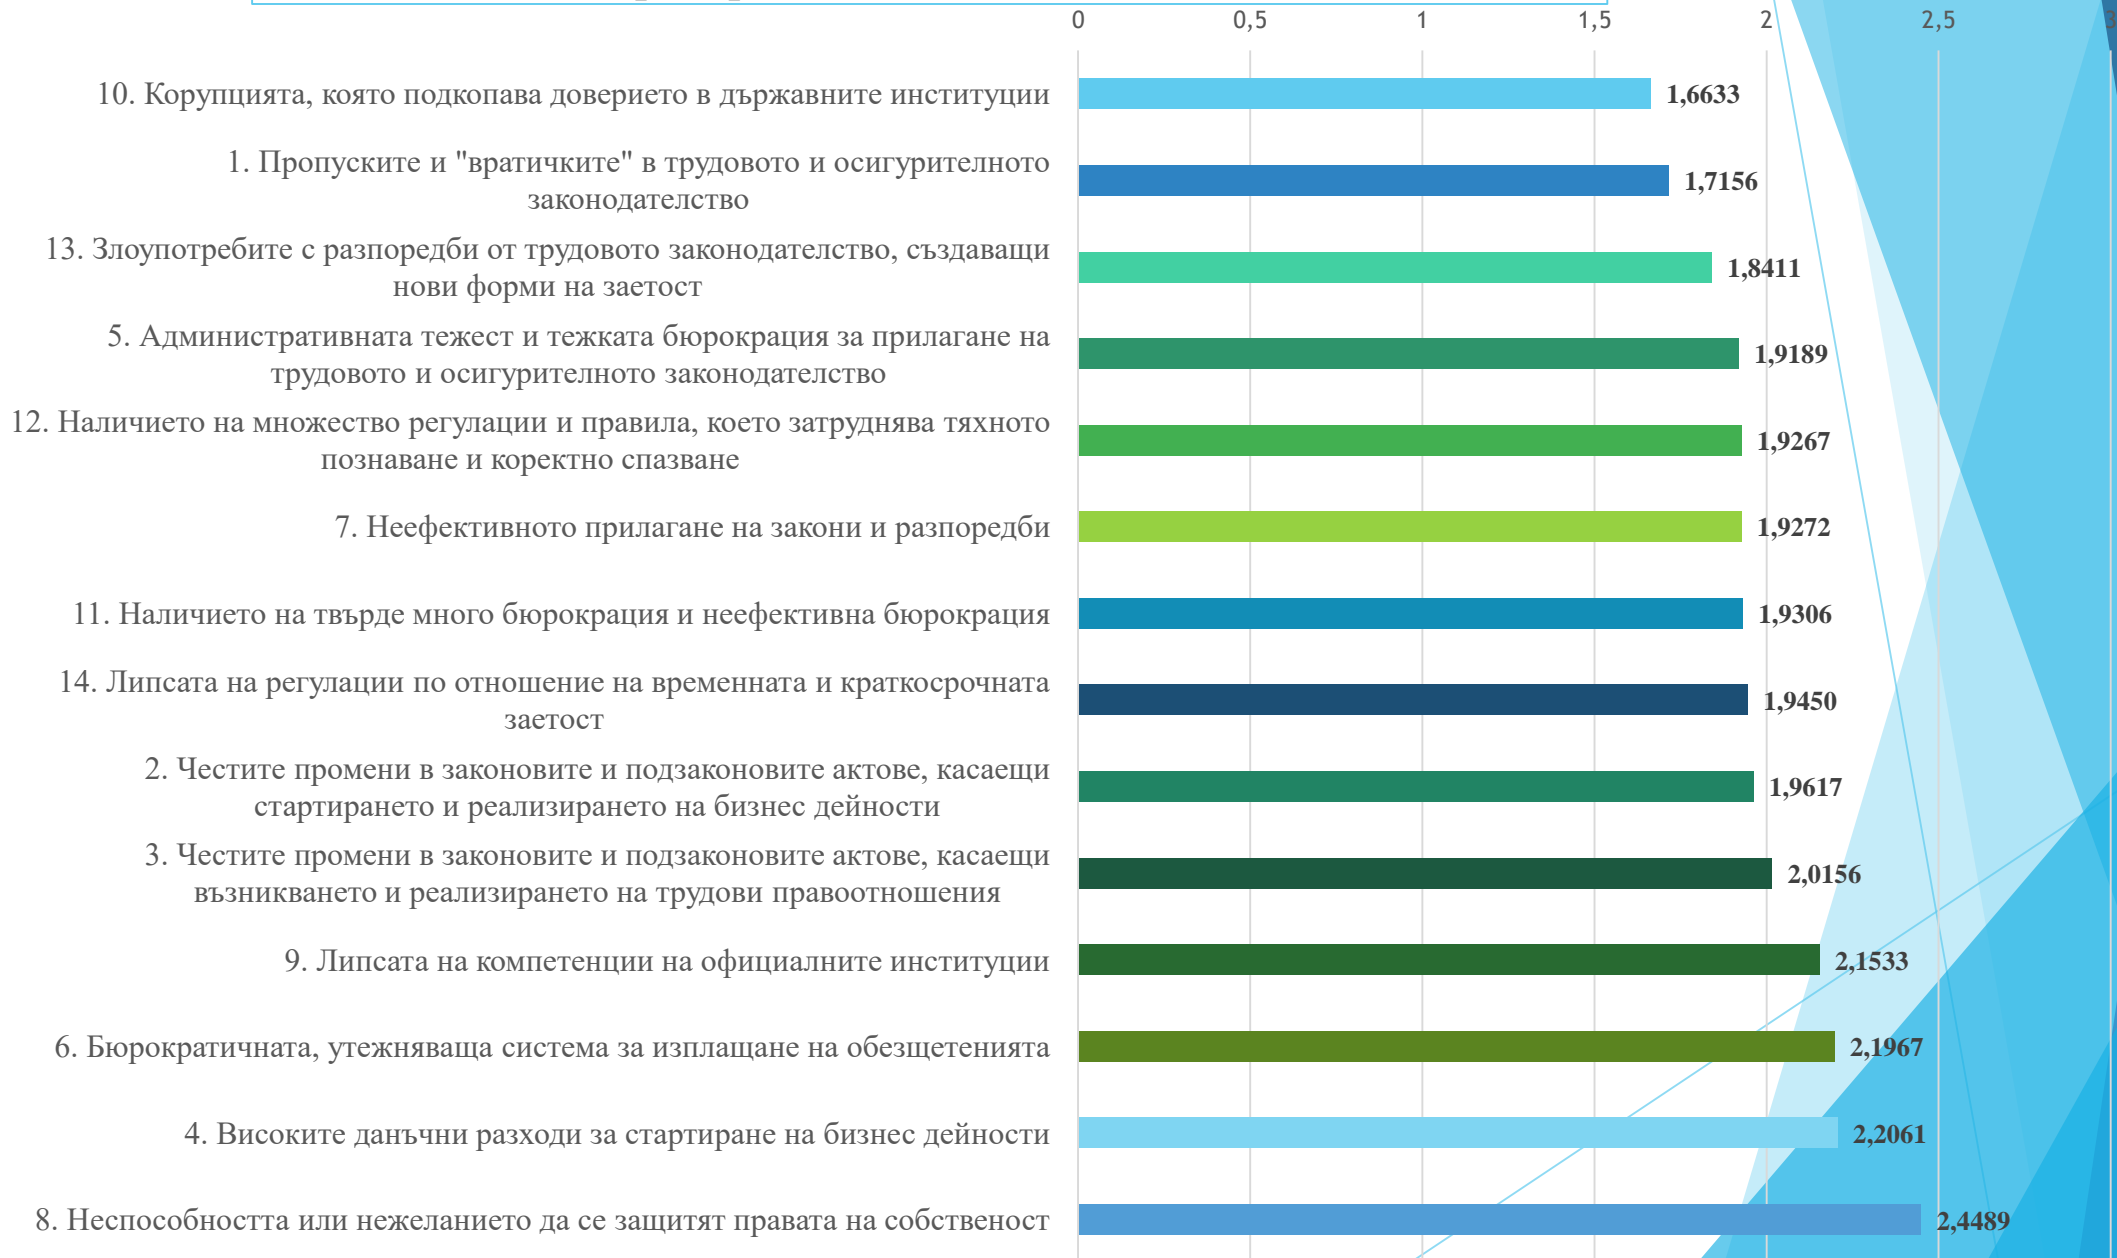 0 0,5 1 1,5 2 2,5 3
10. Корупцията, която подкопава доверието в държавните институции
1,6633
1. Пропуските и "вратичките" в трудовото и осигурителното
законодателство
1,7156
13. Злоупотребите с разпоредби от трудовото законодателство, създаващи
нови форми на заетост
1,8411
5. Административната тежест и тежката бюрокрация за прилагане на
трудовото и осигурителното законодателство
1,9189
12. Наличието на множество регулации и правила, което затруднява тяхното
познаване и коректно спазване
1,9267
7. Неефективното прилагане на закони и разпоредби
1,9272
11. Наличието на твърде много бюрокрация и неефективна бюрокрация
1,9306
14. Липсата на регулации по отношение на временната и краткосрочната
заетост
1,9450
2. Честите промени в законовите и подзаконовите актове, касаещи
стартирането и реализирането на бизнес дейности
1,9617
3. Честите промени в законовите и подзаконовите актове, касаещи
възникването и реализирането на трудови правоотношения
2,0156
9. Липсата на компетенции на официалните институции
2,1533
6. Бюрократичната, утежняваща система за изплащане на обезщетенията
2,1967
4. Високите данъчни разходи за стартиране на бизнес дейности
2,2061
8. Неспособността или нежеланието да се защитят правата на собственост
2,4489